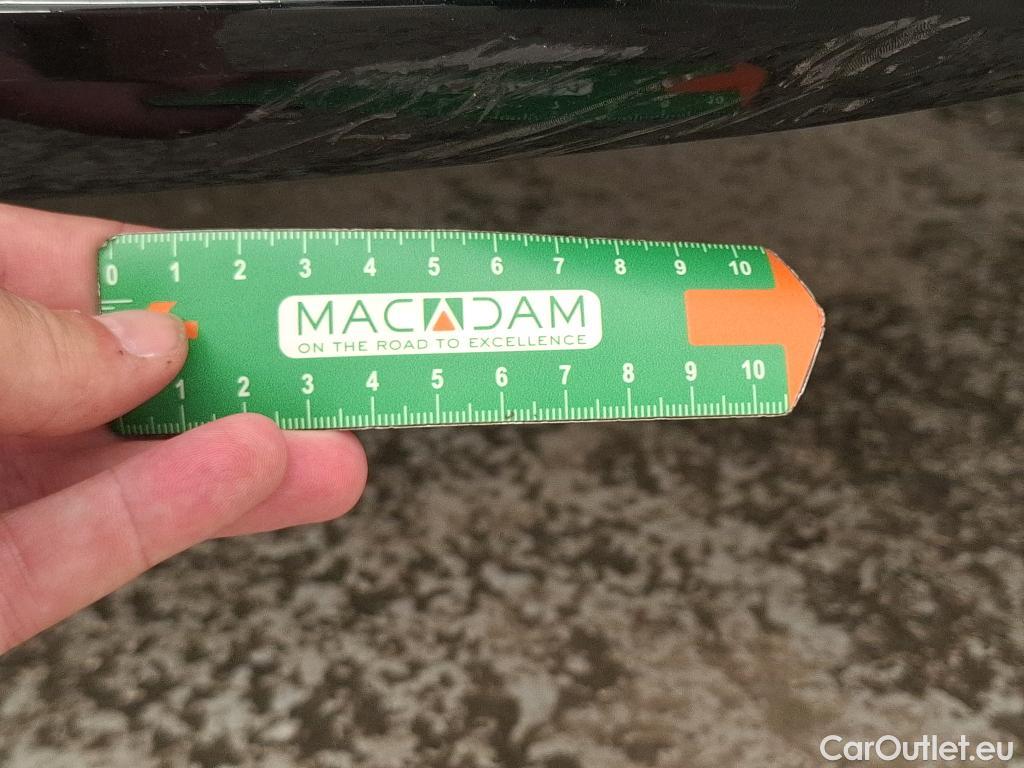 0 1 2 3 4 5 6 7 8 9 10
MACADAM
ON THE ROAD TO EXCELLENCE
1 2 3 4 5 6 7 8 9 10
CarOutlet.eu